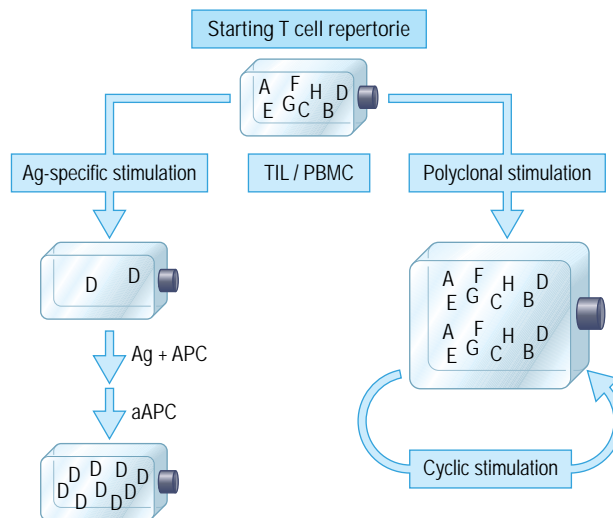 Starting T cell repertorie
A F H D
E G C B
Ag-specific stimulation
TIL / PBMC
Polyclonal stimulation
D D
A F H D
E G C B
A F H D
E G C B
Ag + APC
aAPC
D D D D
D D D D
D D
Cyclic stimulation